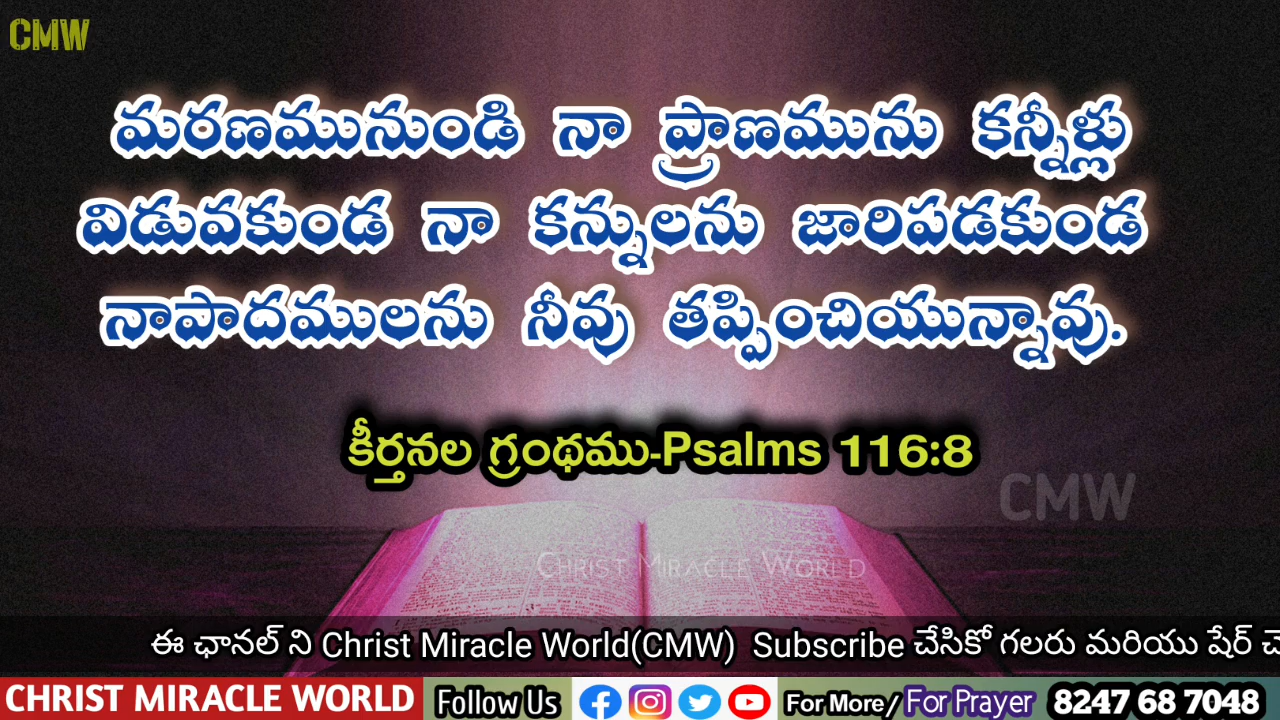 CMW
మరణమునుండి నా ప్రాణమును కన్నీళ్లు
విడువకుండ నా కన్నులను జారిపడకుండ
నాపాదములను నీవు తప్పించియున్నావు.
కీర్తనల గ్రంథము-Psalms 116:8
CMW
CHRIST MIRACLE WORLD
ఈ ఛానల్ ని Christ Miracle World(CMW) Subscribe చేసికో గలరు మరియు షేర్ చె
CHRIST MIRACLE WORLD Follow Us For More/ For Prayer 8247 68 7048